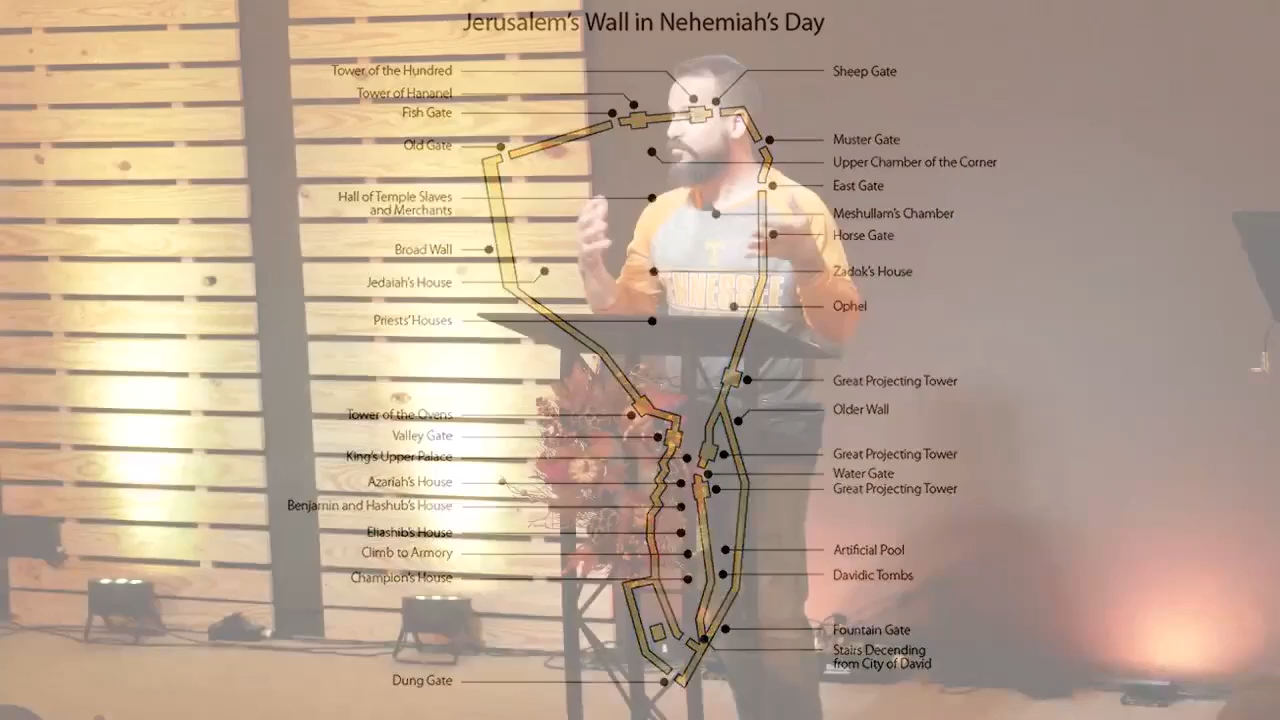 Jerusalem's Wall in Nehemiah's Day
Tower of the Hundred
Tower of Hananel
Fish Gate
Old Gate
Hall of Temple Slaves
and Merchants
Broad Wall
Jedaiah's House
Priests' Houses
Tower of the Ovens
Valley Gate
King's Upper Palace
Azariah's House
Benjamin and Hashub's House
Eliashib's House
Climb to Armory
Champion's House
Dung Gate
Sheep Gate
Muster Gate
Upper Chamber of the Corner
East Gate
Meshullam's Chamber
Horse Gate
Zadok's House
Ophel
Great Projecting Tower
Older Wall
Great Projecting Tower
Water Gate
Great Projecting Tower
Artificial Pool
Davidic Tombs
Fountain Gate
Stairs Decending
from City of David
T
TENNESSEE